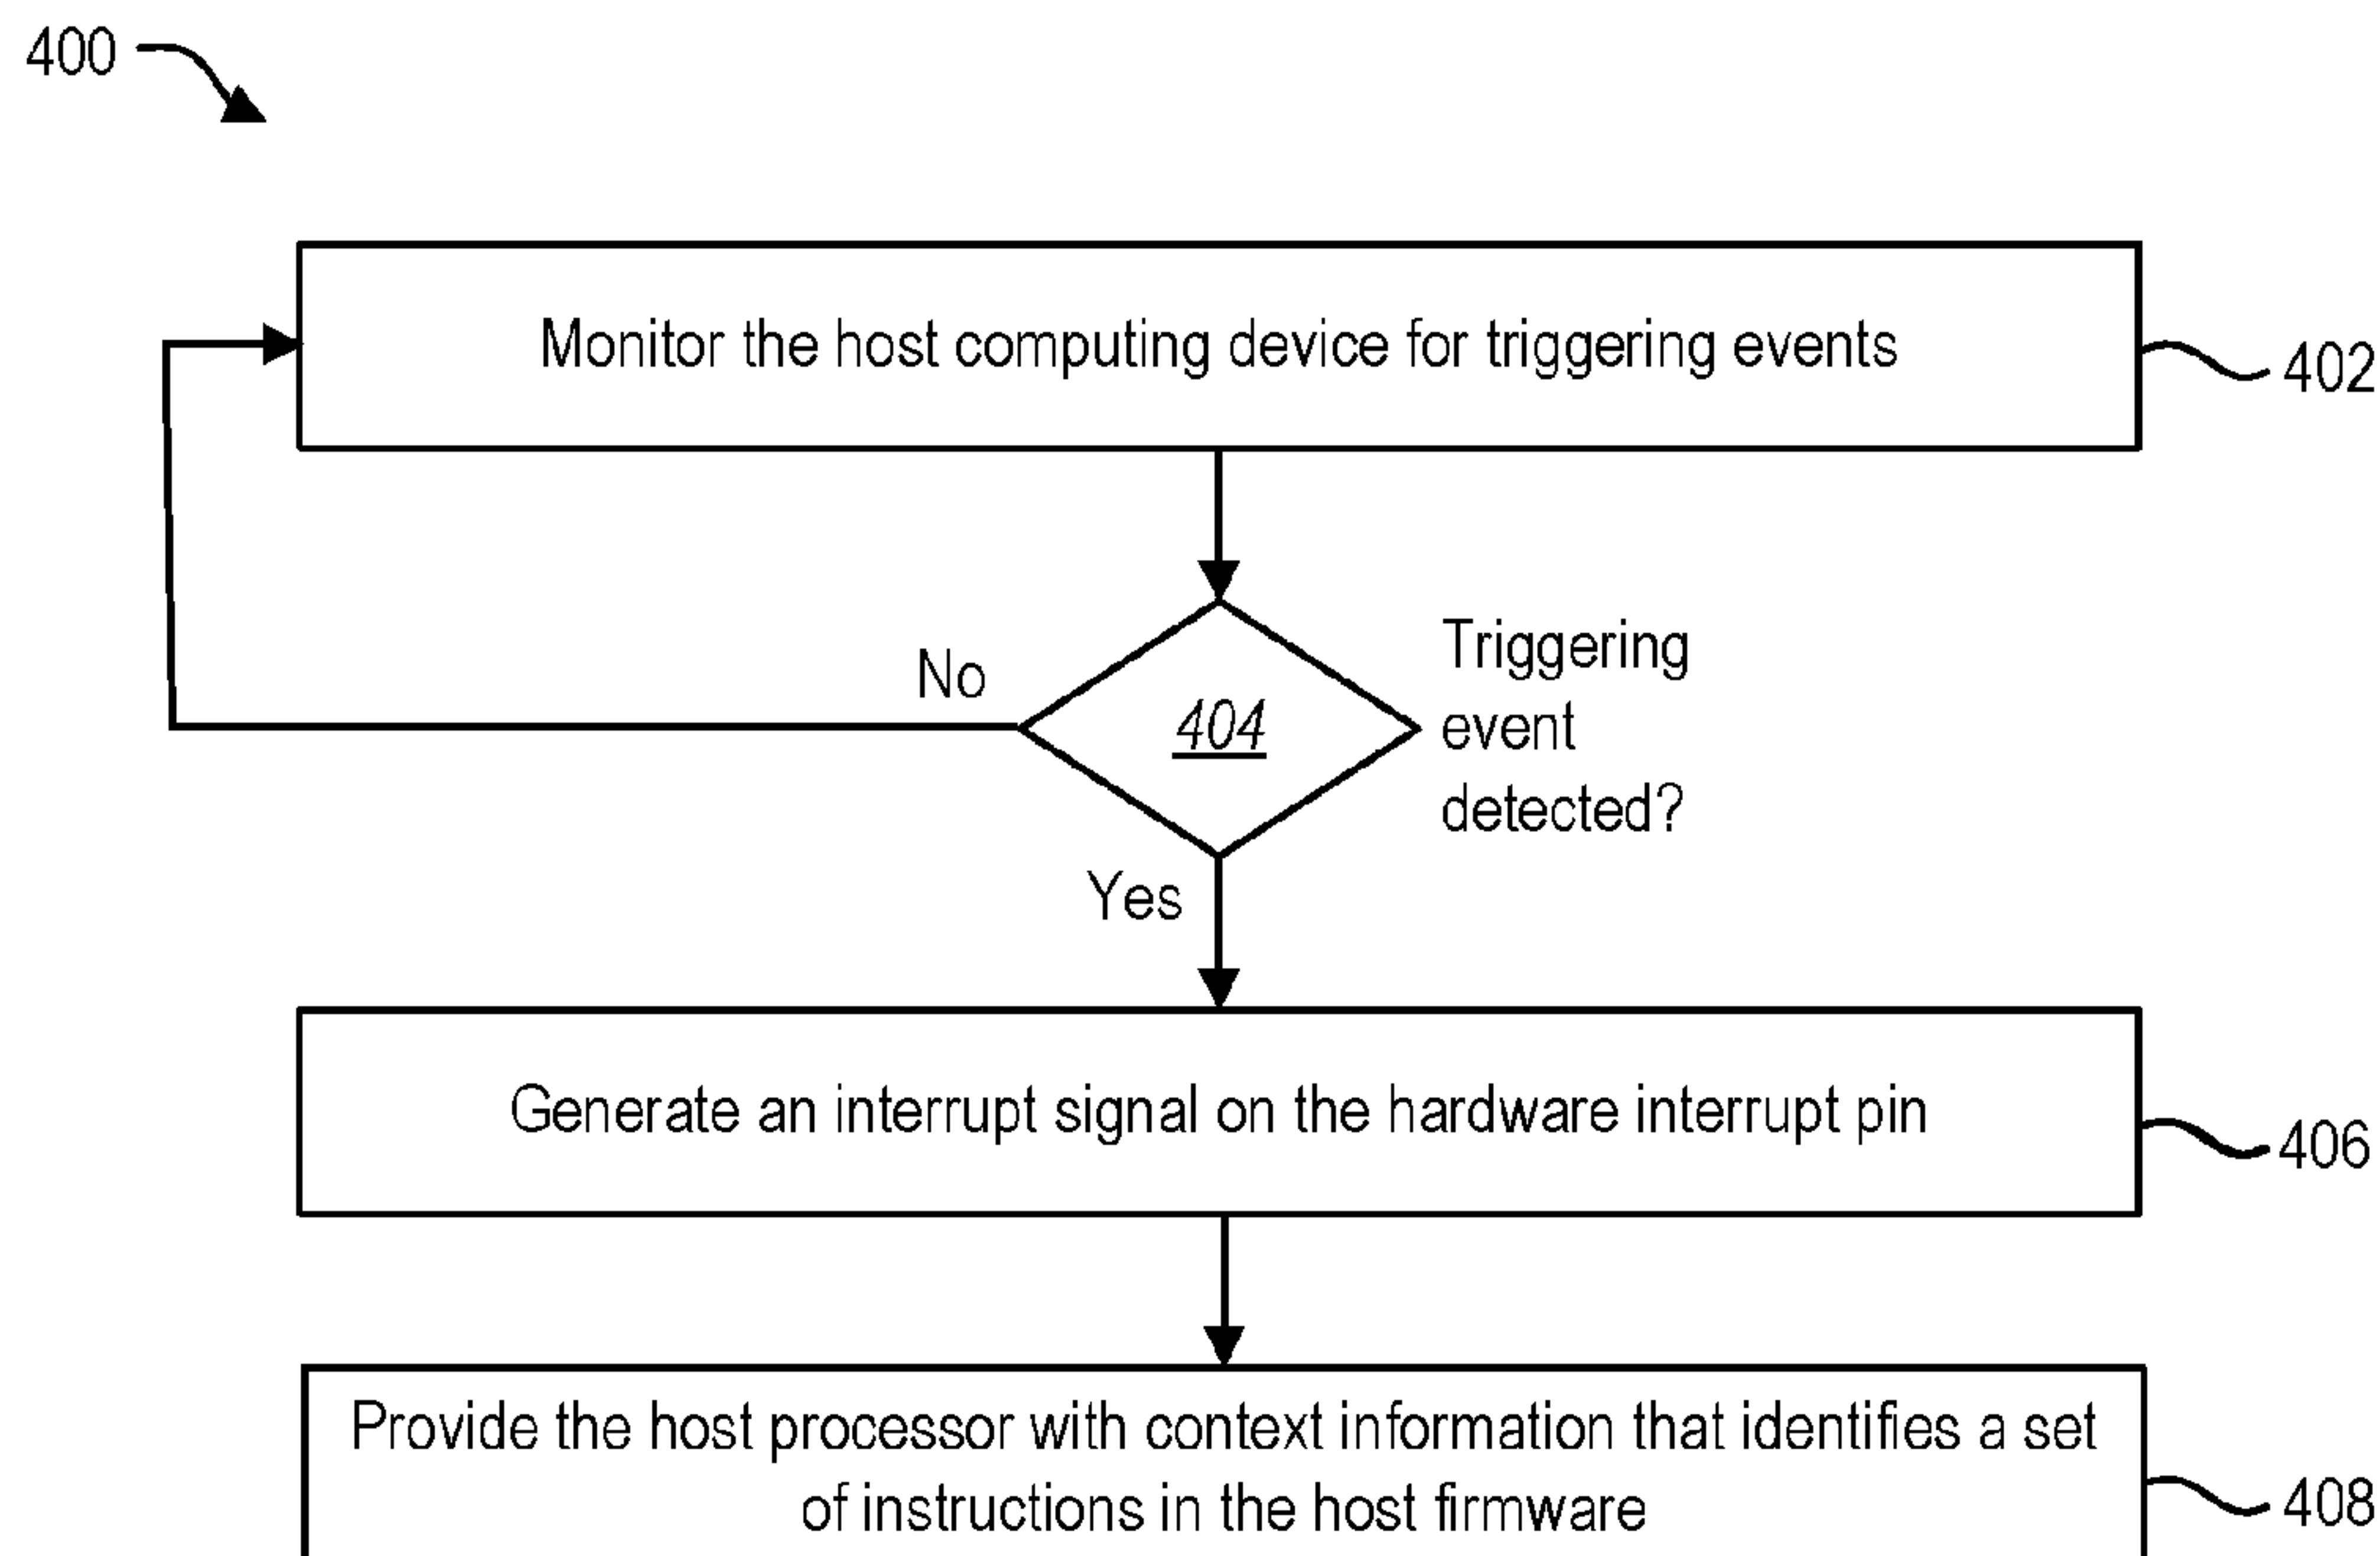 400
Monitor the host computing device for triggering events
402
No
404
Triggering
event
detected?
Yes
Generate an interrupt signal on the hardware interrupt pin
406
Provide the host processor with context information that identifies a set
of instructions in the host firmware
408